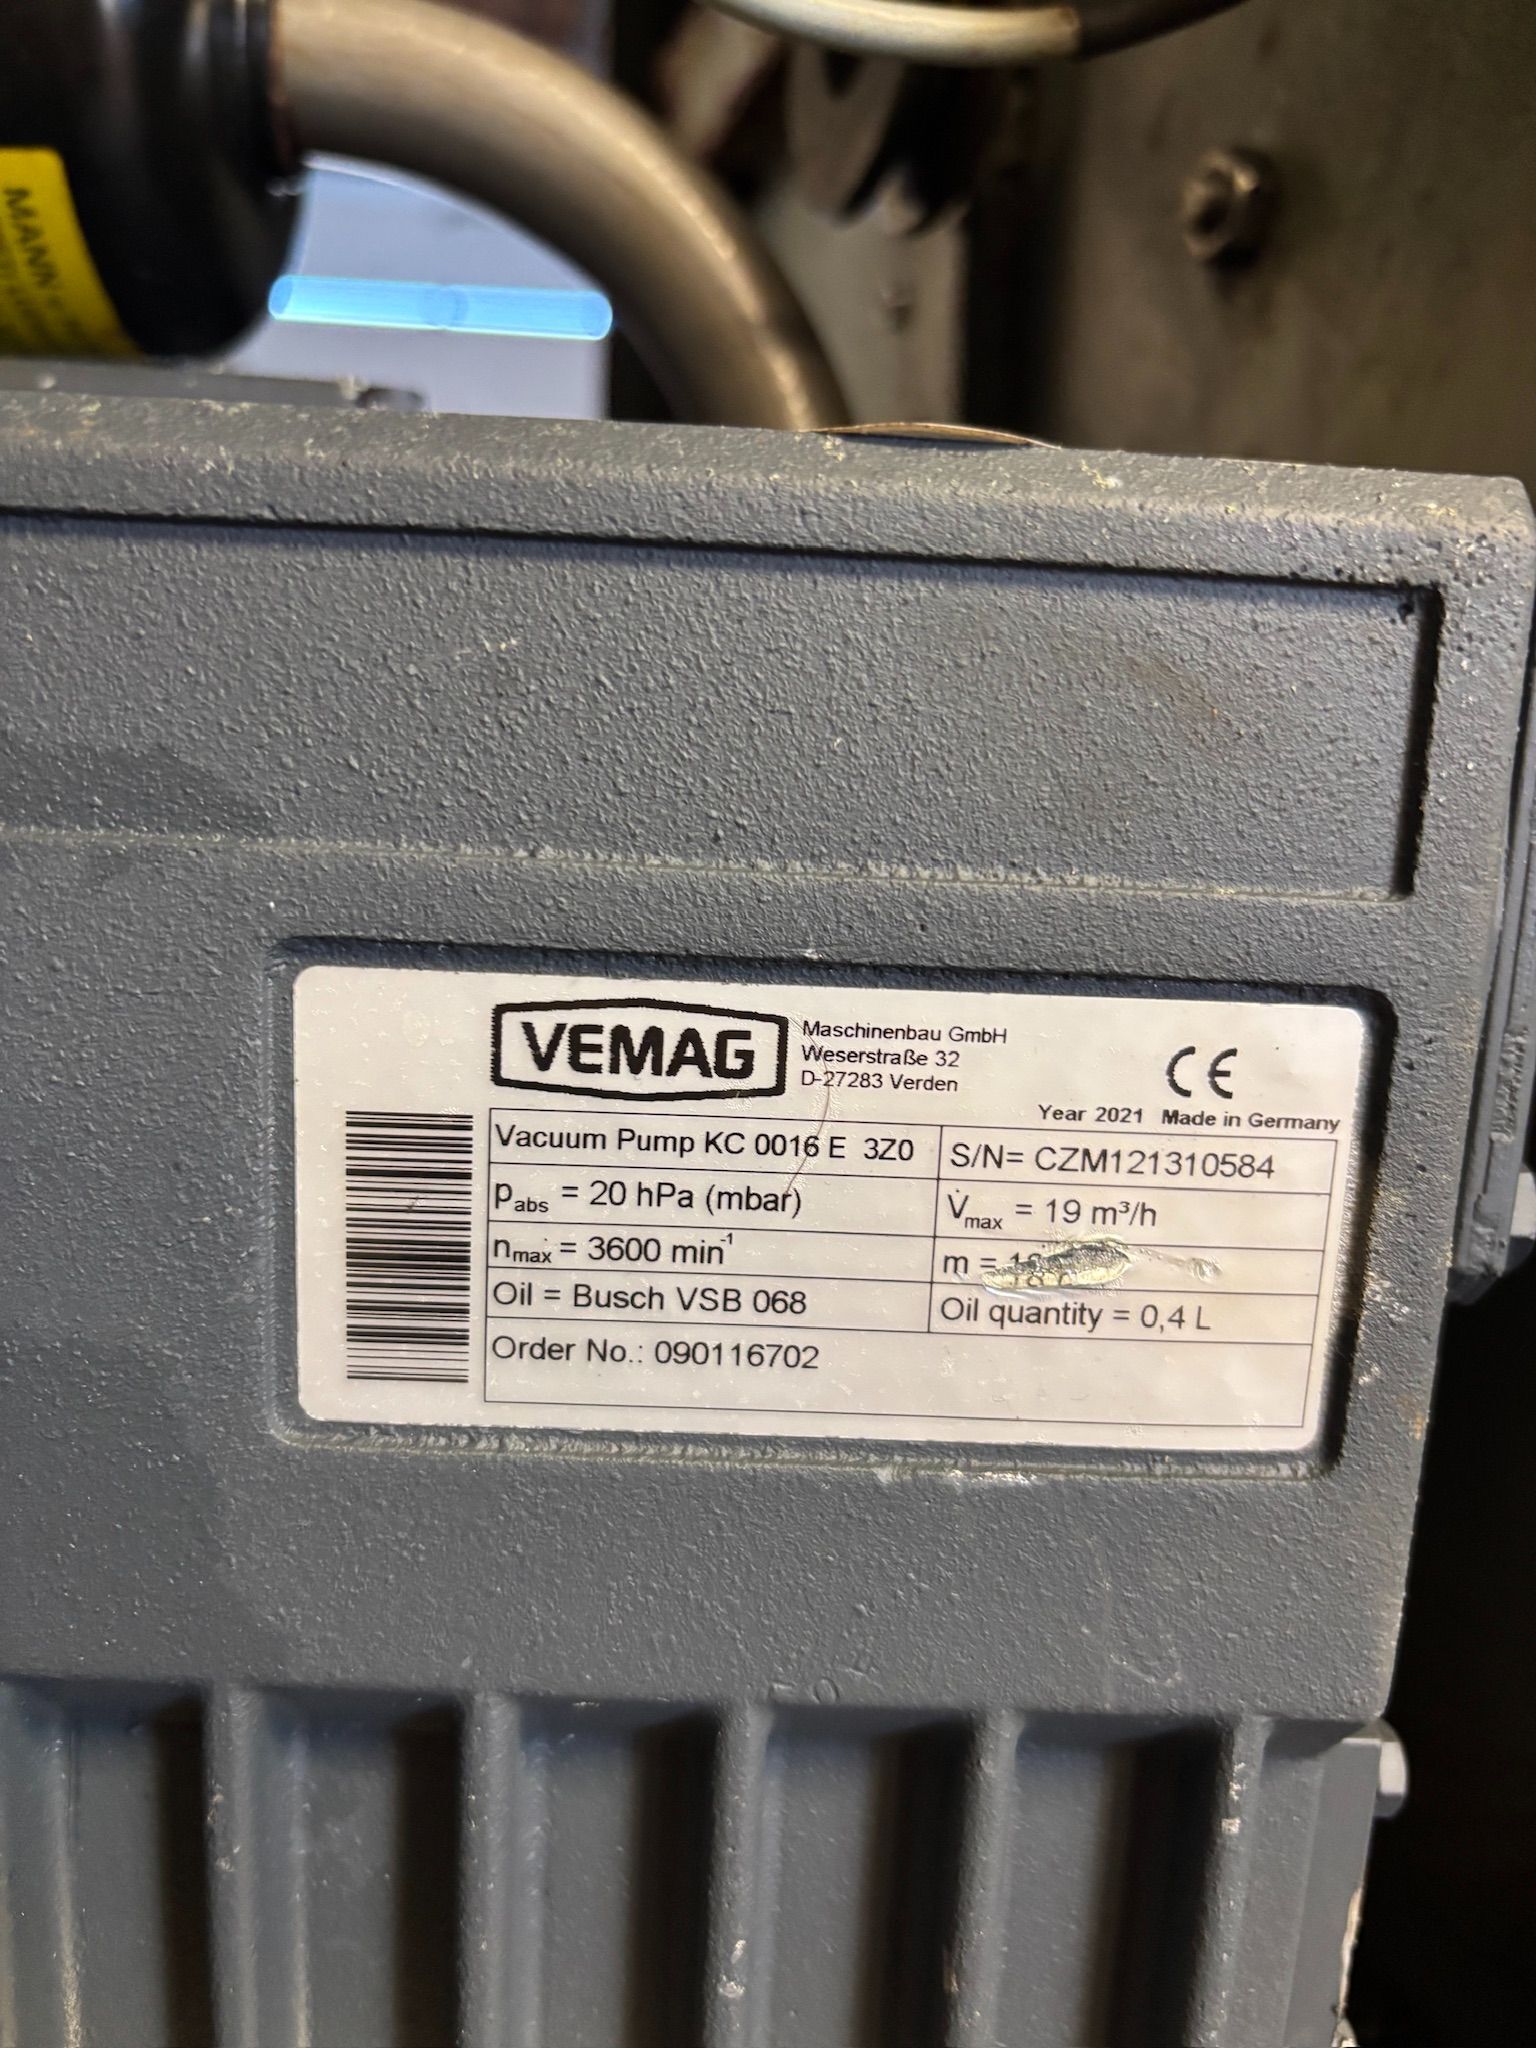 MANN
VEMAG
Maschinenbau GmbH
Weserstraße 32
D-27283 Verden
CE
Year 2021 Made in Germany
Vacuum Pump KC 0016 E 3Z0
S/N= CZM121310584
pabs = 20 hPa (mbar)
V̇max = 19 m³/h
nmax = 3600 min⁻¹
m =
Oil = Busch VSB 068
Oil quantity = 0,4 L
Order No.: 090116702